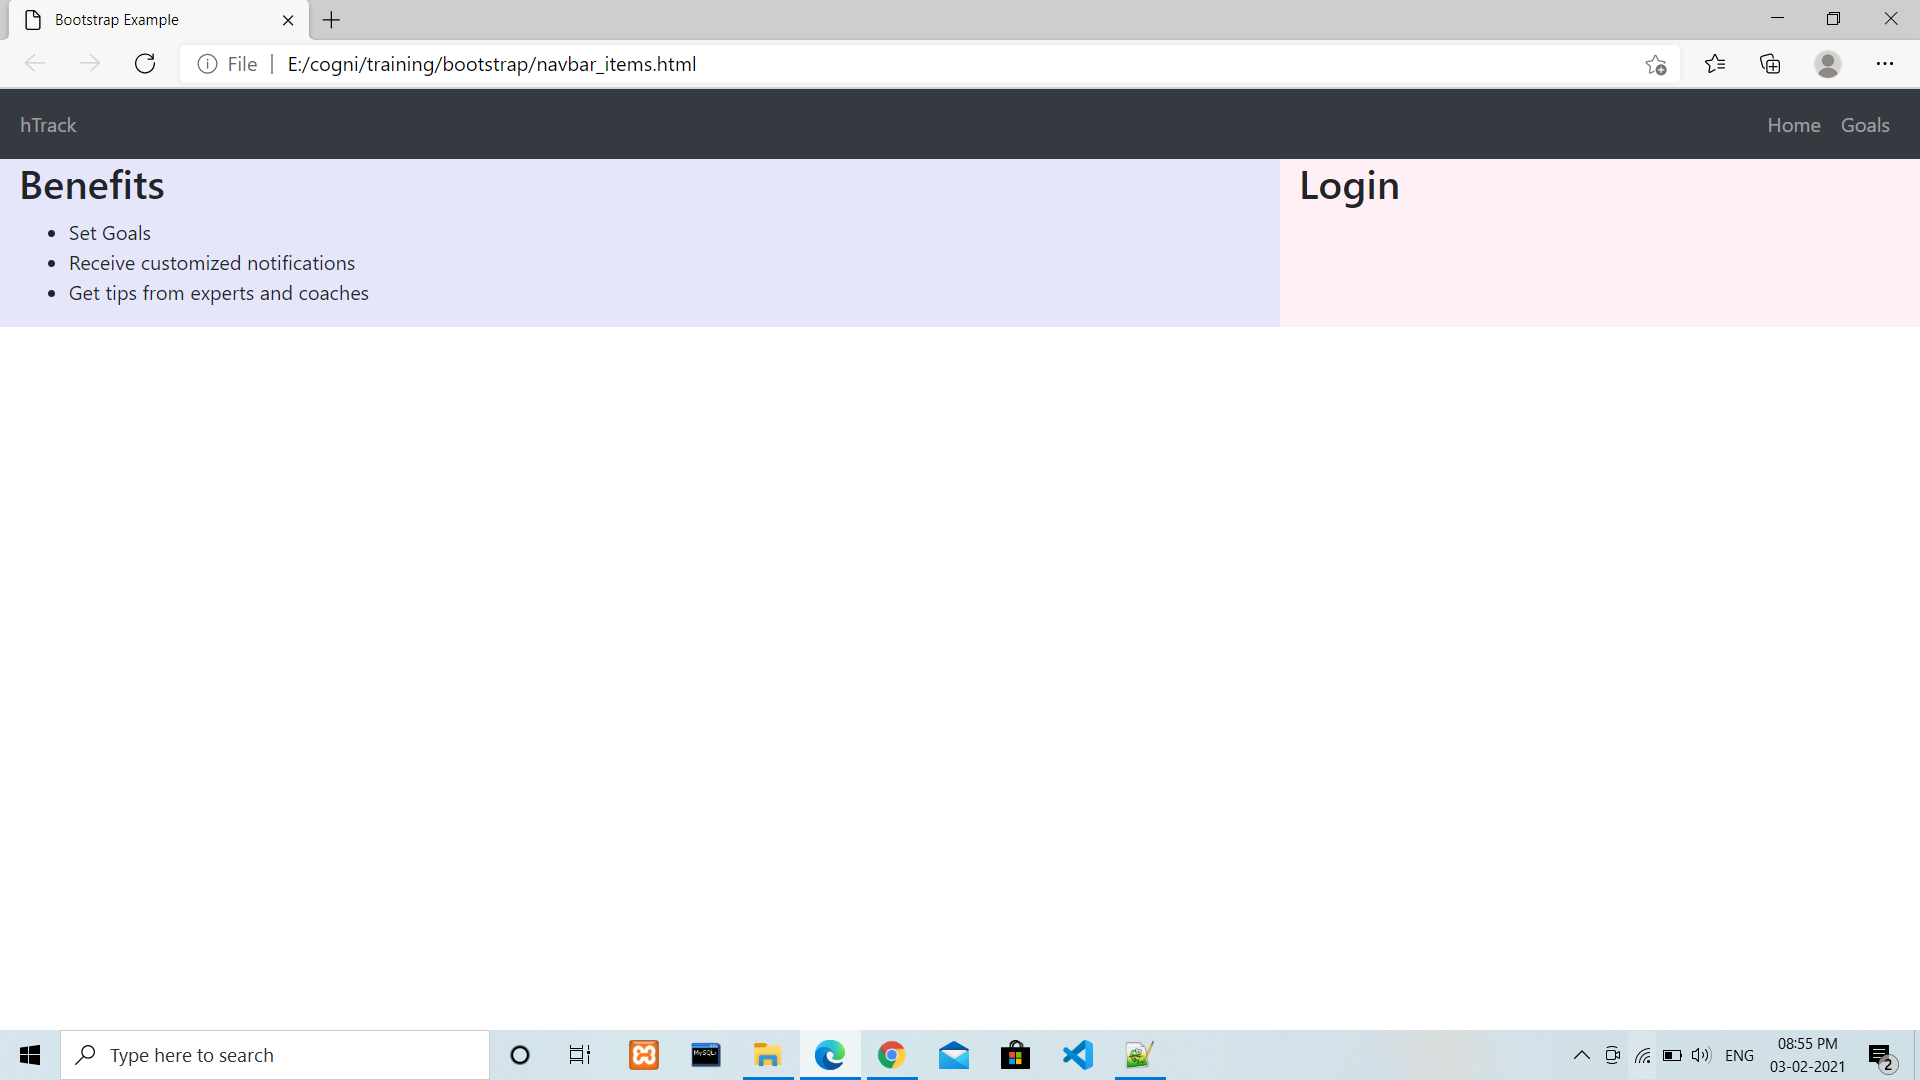 Bootstrap Example
File
E:/cogni/training/bootstrap/navbar_items.html
hTrack Home Goals
Benefits
Set Goals
Receive customized notifications
Get tips from experts and coaches
Login
Type here to search
MySQL
ENG
08:55 PM
03-02-2021
2